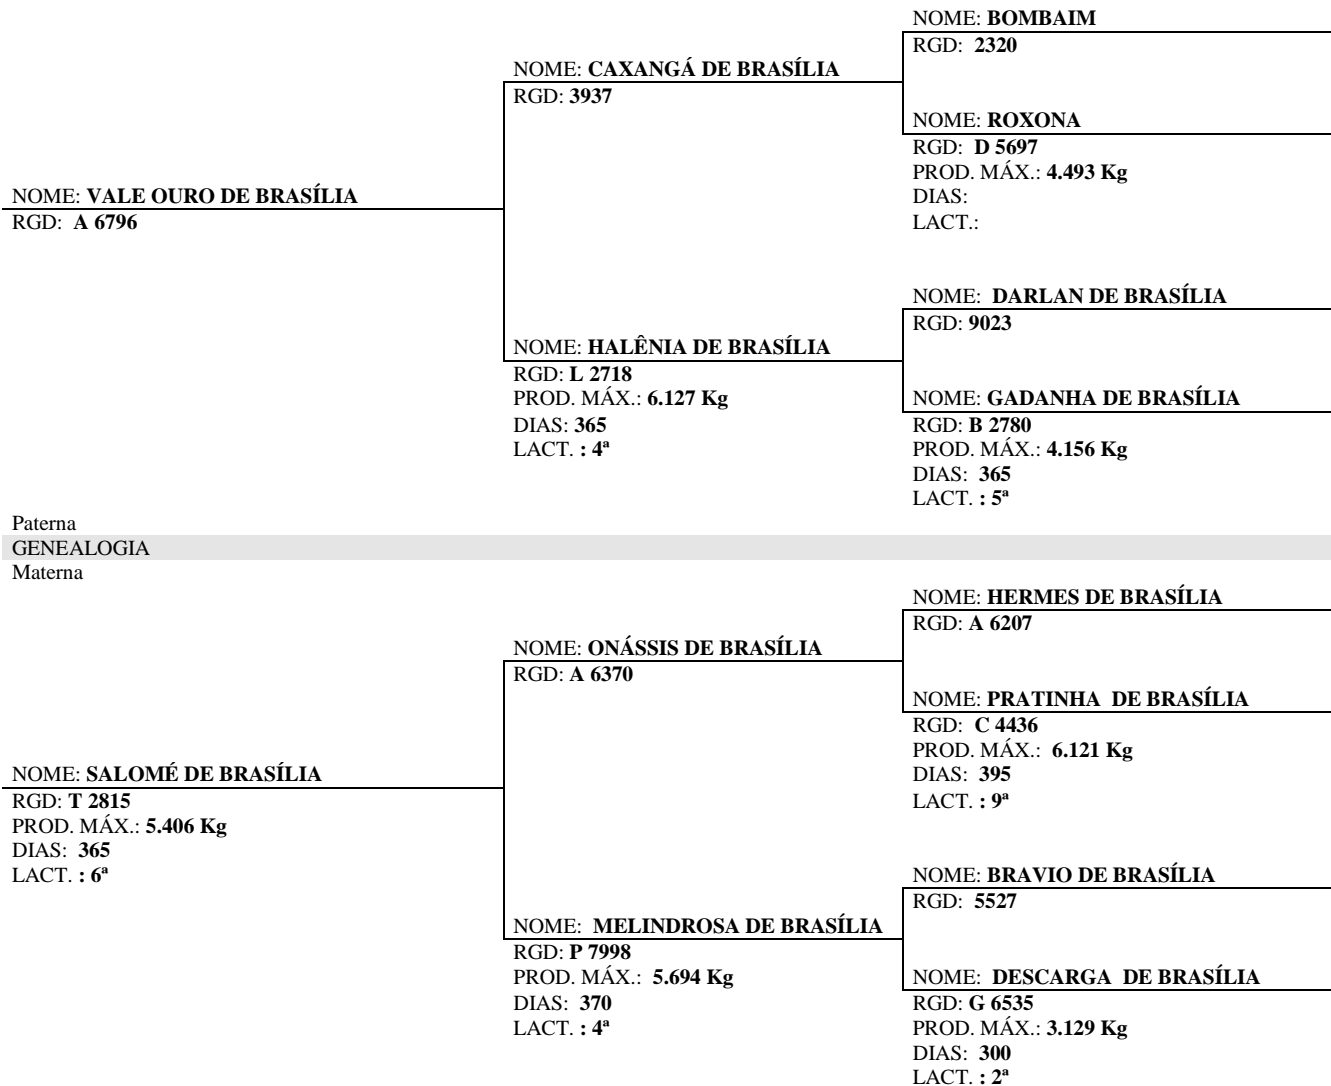 NOME: BOMBAIM
RGD: 2320
NOME: CAXANGÁ DE BRASÍLIA
RGD: 3937
NOME: ROXONA
RGD: D 5697
PROD. MÁX.: 4.493 Kg
DIAS:
LACT.:
NOME: VALE OURO DE BRASÍLIA
RGD: A 6796
NOME: DARLAN DE BRASÍLIA
RGD: 9023
NOME: HALÊNIA DE BRASÍLIA
RGD: L 2718
PROD. MÁX.: 6.127 Kg
DIAS: 365
LACT. : 4ª
NOME: GADANHA DE BRASÍLIA
RGD: B 2780
PROD. MÁX.: 4.156 Kg
DIAS: 365
LACT. : 5ª
Paterna
GENEALOGIA
Materna
NOME: HERMES DE BRASÍLIA
RGD: A 6207
NOME: ONÁSSIS DE BRASÍLIA
RGD: A 6370
NOME: PRATINHA DE BRASÍLIA
RGD: C 4436
PROD. MÁX.: 6.121 Kg
DIAS: 395
LACT. : 9ª
NOME: SALOMÉ DE BRASÍLIA
RGD: T 2815
PROD. MÁX.: 5.406 Kg
DIAS: 365
LACT. : 6ª
NOME: BRAVIO DE BRASÍLIA
RGD: 5527
NOME: MELINDROSA DE BRASÍLIA
RGD: P 7998
PROD. MÁX.: 5.694 Kg
DIAS: 370
LACT. : 4ª
NOME: DESCARGA DE BRASÍLIA
RGD: G 6535
PROD. MÁX.: 3.129 Kg
DIAS: 300
LACT. : 2ª